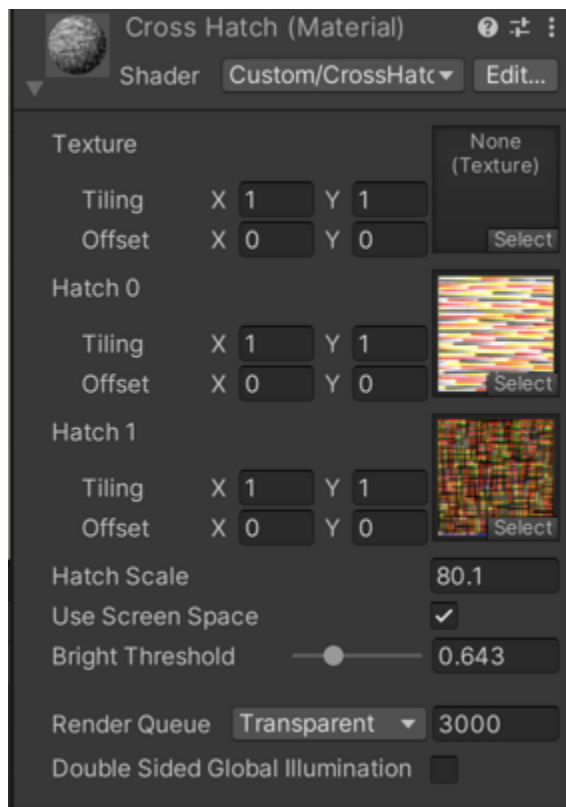 Cross Hatch (Material)
Shader Custom/CrossHatc Edit...
Texture
None
(Texture)
Tiling X 1 Y 1
Offset X 0 Y 0
Select
Hatch 0
Tiling X 1 Y 1
Offset X 0 Y 0
Select
Hatch 1
Tiling X 1 Y 1
Offset X 0 Y 0
Select
Hatch Scale 80.1
Use Screen Space
Bright Threshold 0.643
Render Queue Transparent 3000
Double Sided Global Illumination